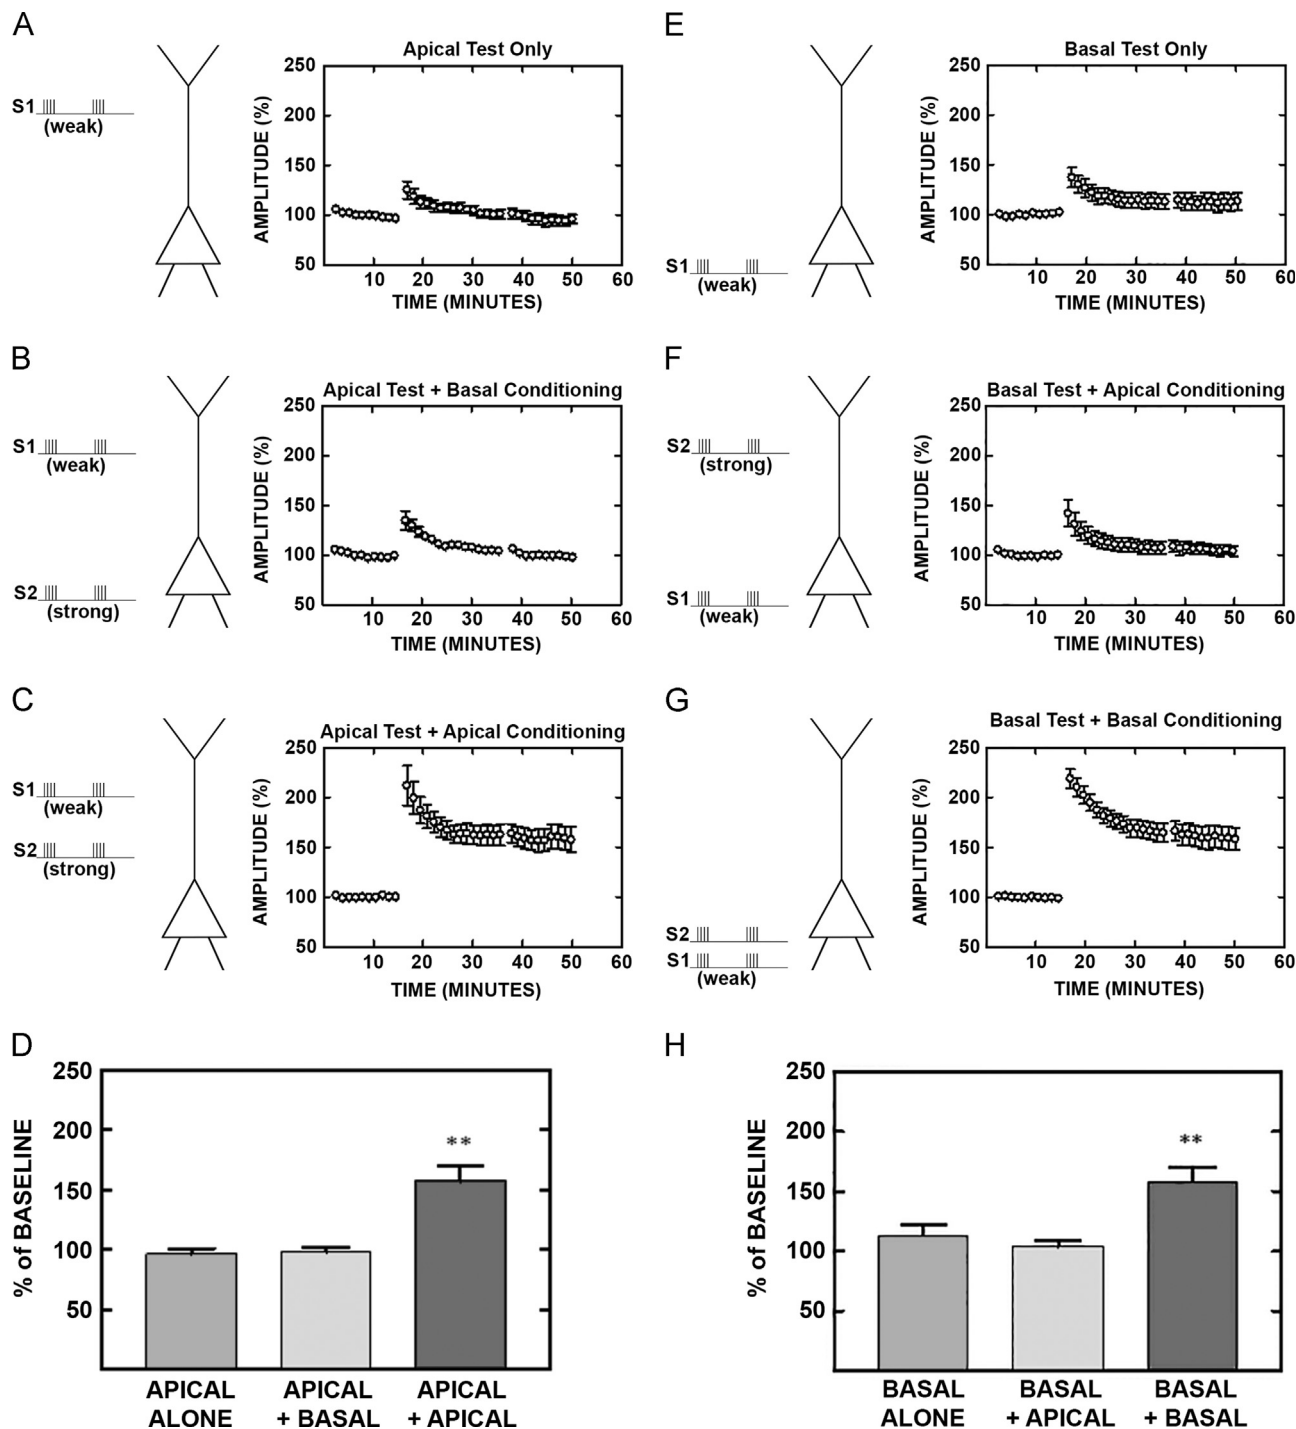 A
Apical Test Only
S1
(weak)
AMPLITUDE (%)
250
200
150
100
50
10 20 30 40 50 60
TIME (MINUTES)
B
Apical Test + Basal Conditioning
S1
(weak)
S2
(strong)
AMPLITUDE (%)
250
200
150
100
50
10 20 30 40 50 60
TIME (MINUTES)
C
Apical Test + Apical Conditioning
S1
(weak)
S2
(strong)
AMPLITUDE (%)
250
200
150
100
50
10 20 30 40 50 60
TIME (MINUTES)
D
% of BASELINE
250
200
150
100
50
**
APICAL ALONE
APICAL + BASAL
APICAL + APICAL
E
Basal Test Only
S1
(weak)
AMPLITUDE (%)
250
200
150
100
50
10 20 30 40 50 60
TIME (MINUTES)
F
Basal Test + Apical Conditioning
S2
(strong)
S1
(weak)
AMPLITUDE (%)
250
200
150
100
50
10 20 30 40 50 60
TIME (MINUTES)
G
Basal Test + Basal Conditioning
S2
S1
(weak)
AMPLITUDE (%)
250
200
150
100
50
10 20 30 40 50 60
TIME (MINUTES)
H
% of BASELINE
250
200
150
100
50
**
BASAL ALONE
BASAL + APICAL
BASAL + BASAL